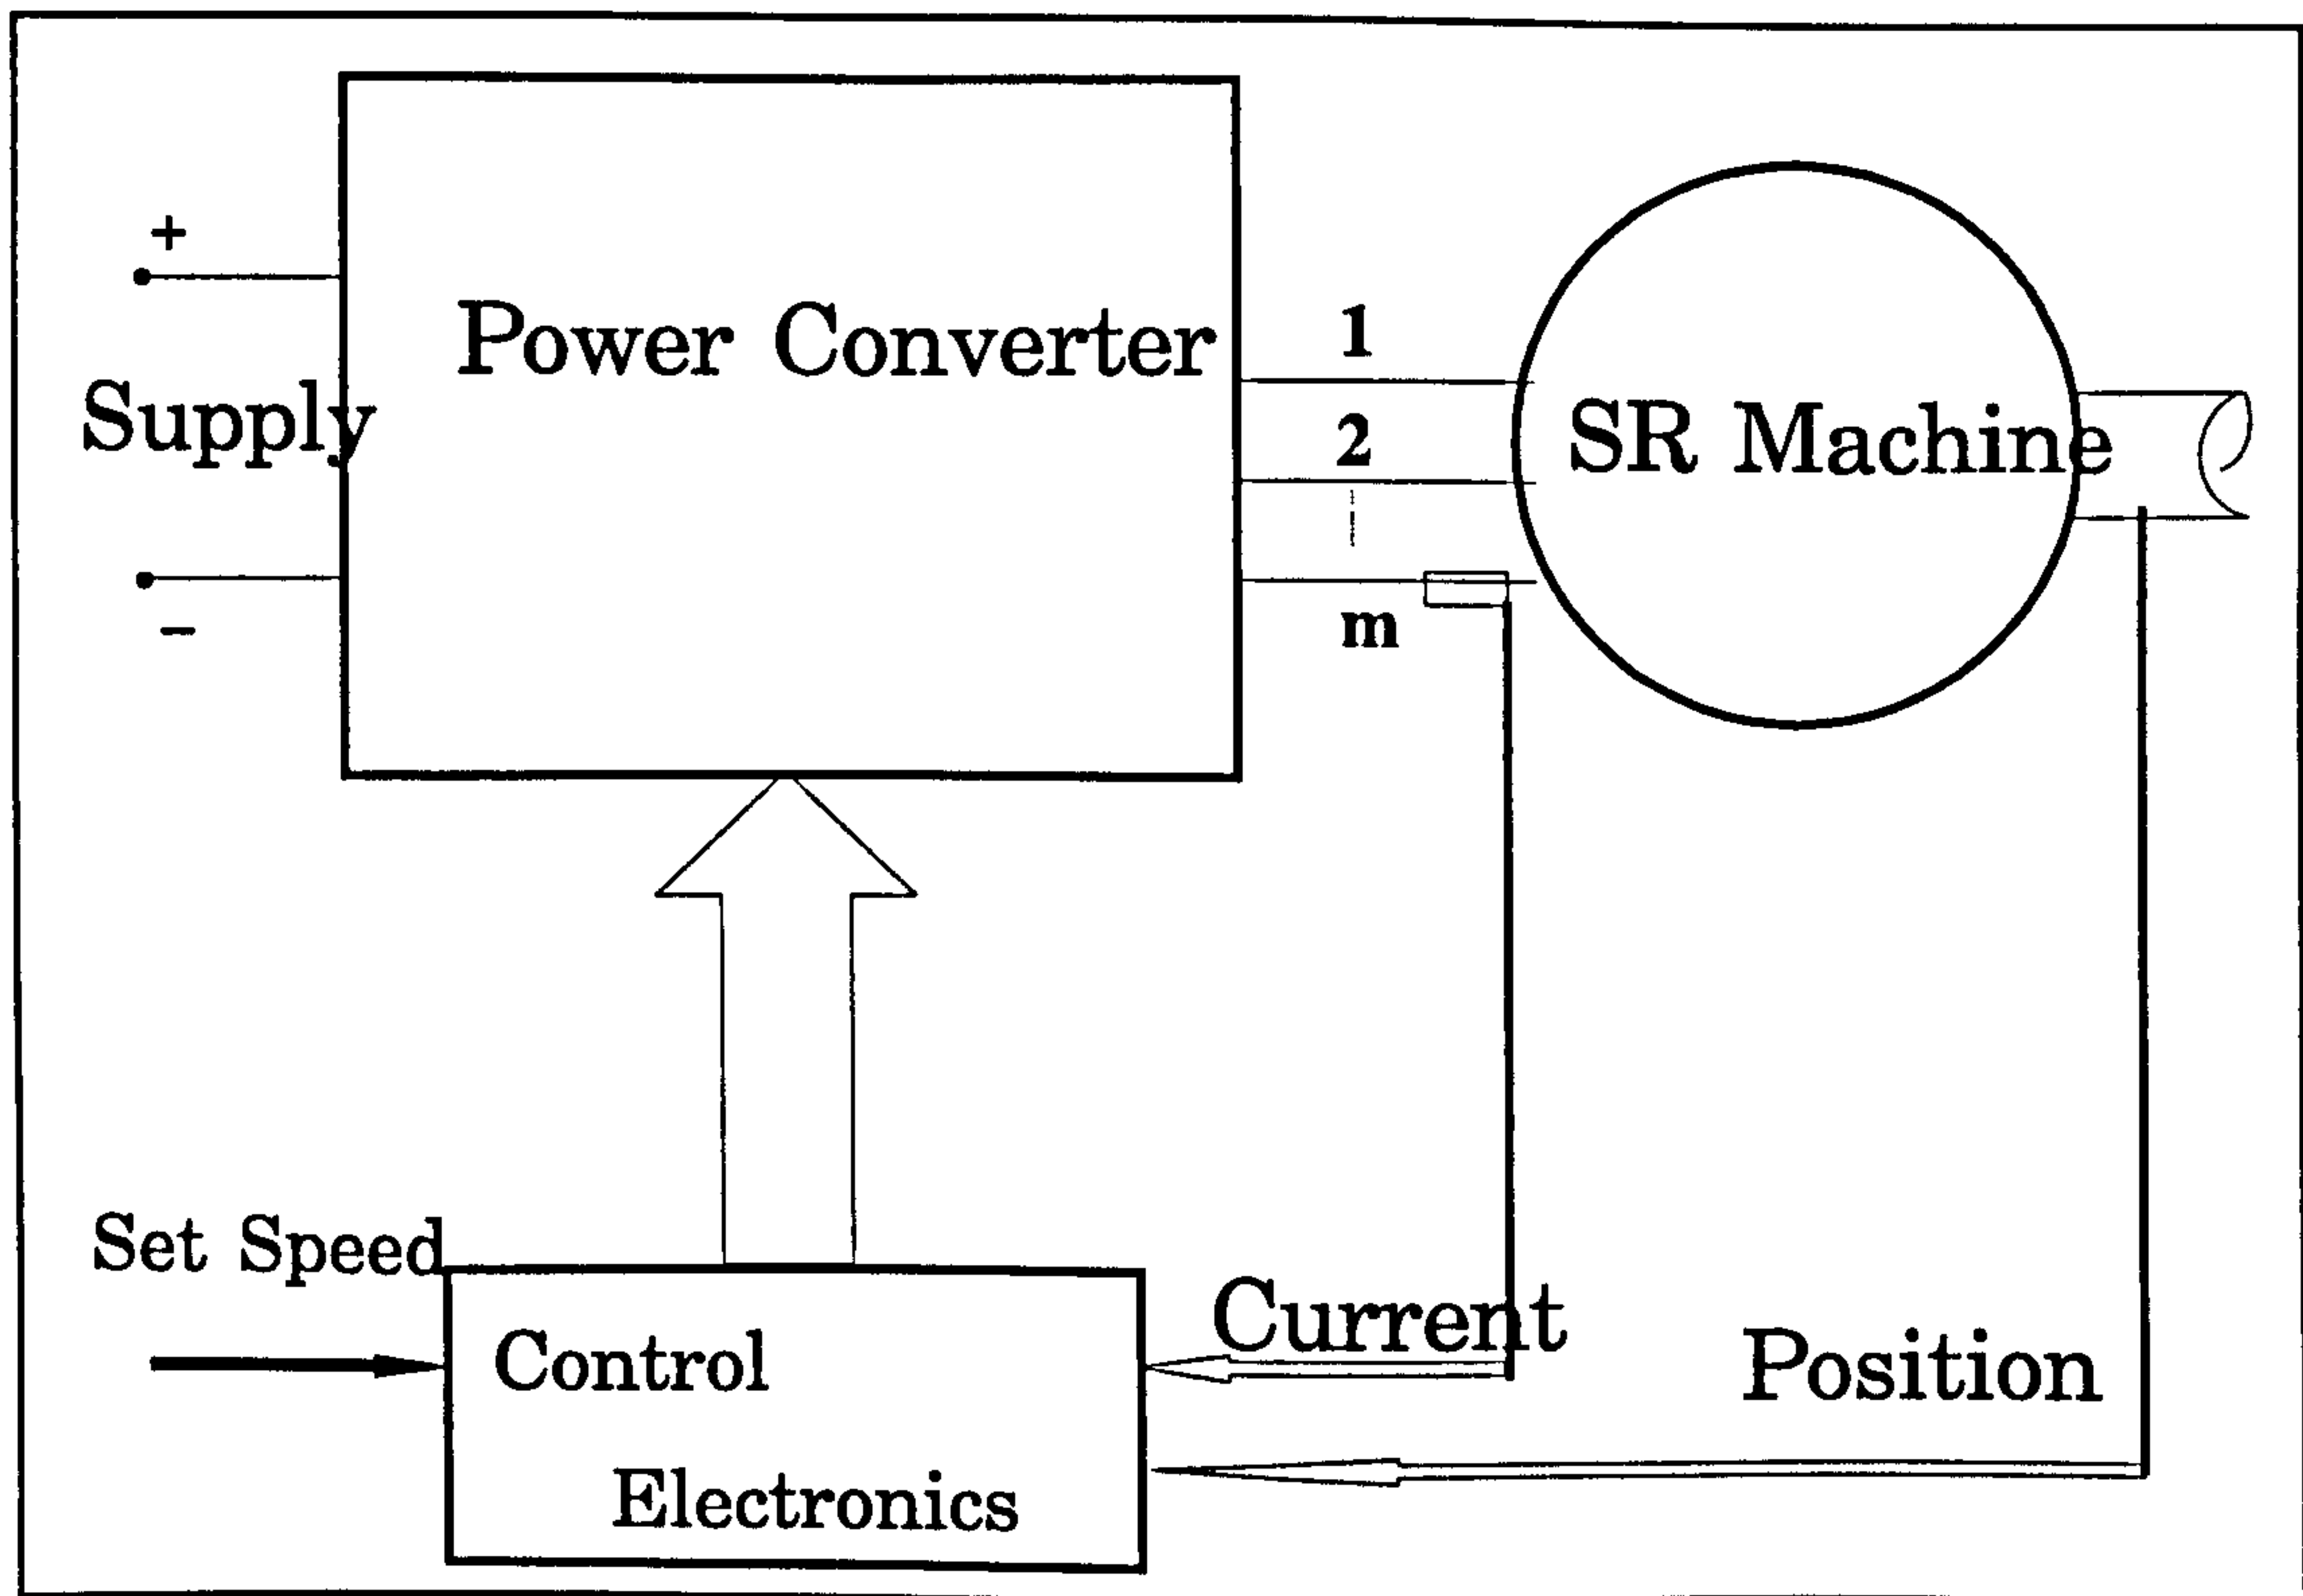 +
Power Converter
1
Supply
SR Machine
2
−
m
Set Speed
Current
Control
Position
Electronics